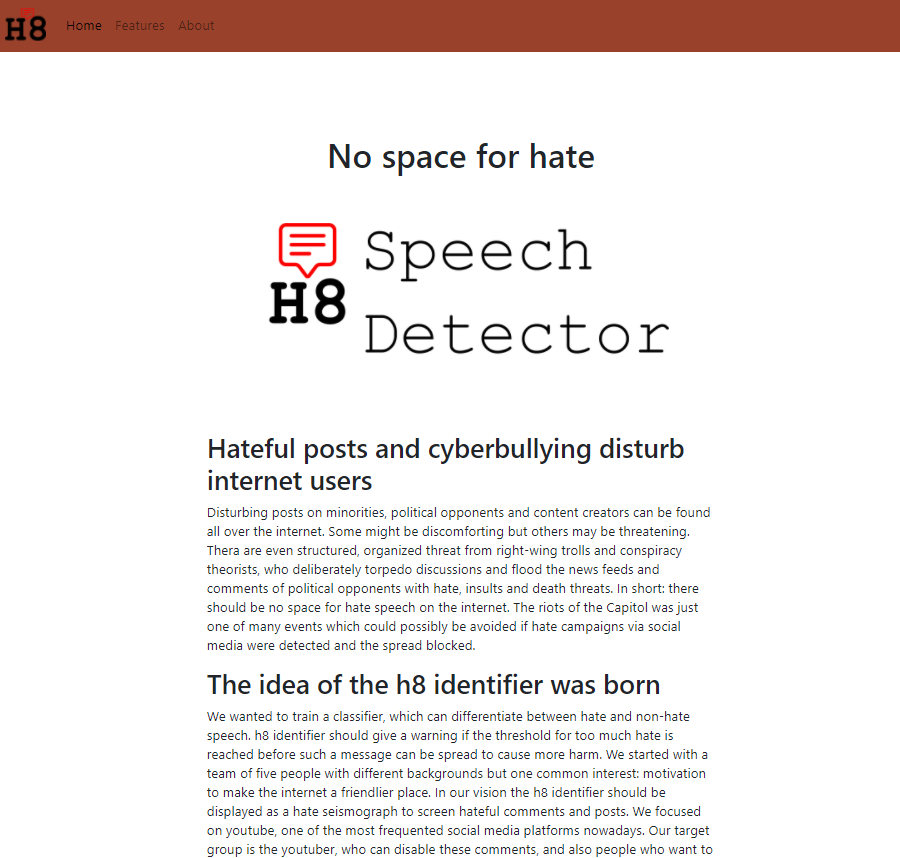 H8 Home Features About
No space for hate
Speech
H8
Detector
Hateful posts and cyberbullying disturb
internet users
Disturbing posts on minorities, political opponents and content creators can be found
all over the internet. Some might be discomforting but others may be threatening.
Thera are even structured, organized threat from right-wing trolls and conspiracy
theorists, who deliberately torpedo discussions and flood the news feeds and
comments of political opponents with hate, insults and death threats. In short: there
should be no space for hate speech on the internet. The riots of the Capitol was just
one of many events which could possibly be avoided if hate campaigns via social
media were detected and the spread blocked.
The idea of the h8 identifier was born
We wanted to train a classifier, which can differentiate between hate and non-hate
speech. h8 identifier should give a warning if the threshold for too much hate is
reached before such a message can be spread to cause more harm. We started with a
team of five people with different backgrounds but one common interest: motivation
to make the internet a friendlier place. In our vision the h8 identifier should be
displayed as a hate seismograph to screen hateful comments and posts. We focused
on youtube, one of the most frequented social media platforms nowadays. Our target
group is the youtuber, who can disable these comments, and also people who want to